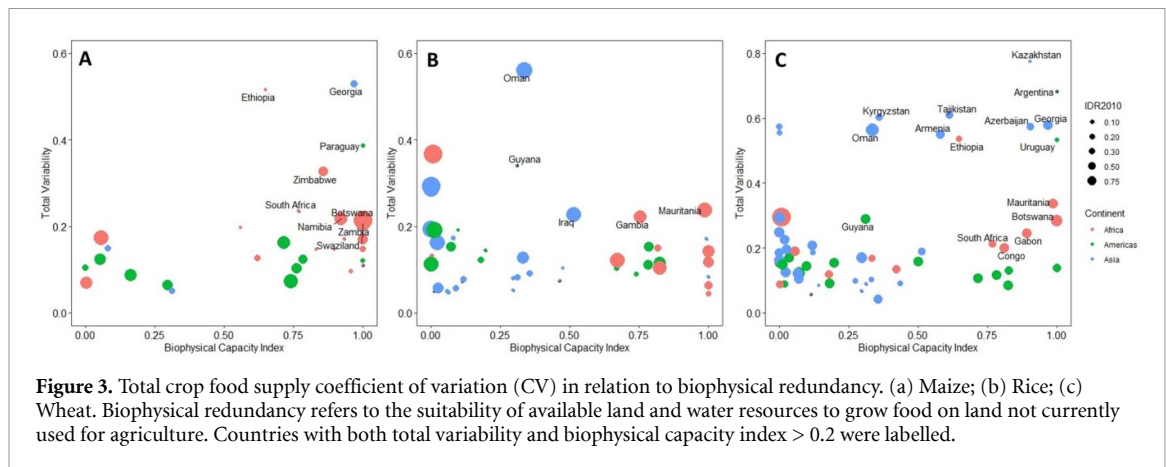 A
B
C
0.6
0.4
0.2
0.0
Total Variability
Ethiopia
Georgia
Paraguay
Zimbabwe
South Africa
Botswana
Namibia
Zambia
Swaziland
0.00 0.25 0.50 0.75 1.00
Biophysical Capacity Index
0.6
0.4
0.2
0.0
Total Variability
Oman
Guyana
Iraq
Gambia
Mauritania
0.00 0.25 0.50 0.75 1.00
Biophysical Capacity Index
0.8
0.6
0.4
0.2
0.0
Total Variability
Kazakhstan
Argentina
Kyrgyzstan
Tajikistan
Azerbaijan
Georgia
Oman
Armenia
Ethiopia
Uruguay
Mauritania
Botswana
Guyana
South Africa
Gabon
Congo
0.00 0.25 0.50 0.75 1.00
Biophysical Capacity Index
IDR2010
0.10
0.20
0.30
0.50
0.75
Continent
Africa
Americas
Asia
Figure 3. Total crop food supply coefficient of variation (CV) in relation to biophysical redundancy. (a) Maize; (b) Rice; (c)
Wheat. Biophysical redundancy refers to the suitability of available land and water resources to grow food on land not currently
used for agriculture. Countries with both total variability and biophysical capacity index > 0.2 were labelled.